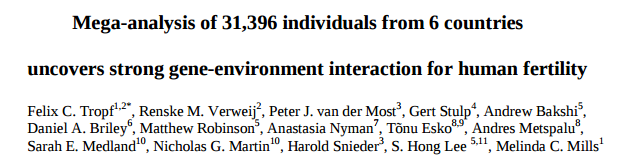 Mega-analysis of 31,396 individuals from 6 countries
uncovers strong gene-environment interaction for human fertility
Felix C. Tropf1,2*, Renske M. Verweij2, Peter J. van der Most3, Gert Stulp4, Andrew Bakshi5,
Daniel A. Briley6, Matthew Robinson5, Anastasia Nyman7, Tõnu Esko8,9, Andres Metspalu8,
Sarah E. Medland10, Nicholas G. Martin10, Harold Snieder3, S. Hong Lee 5,11, Melinda C. Mills1